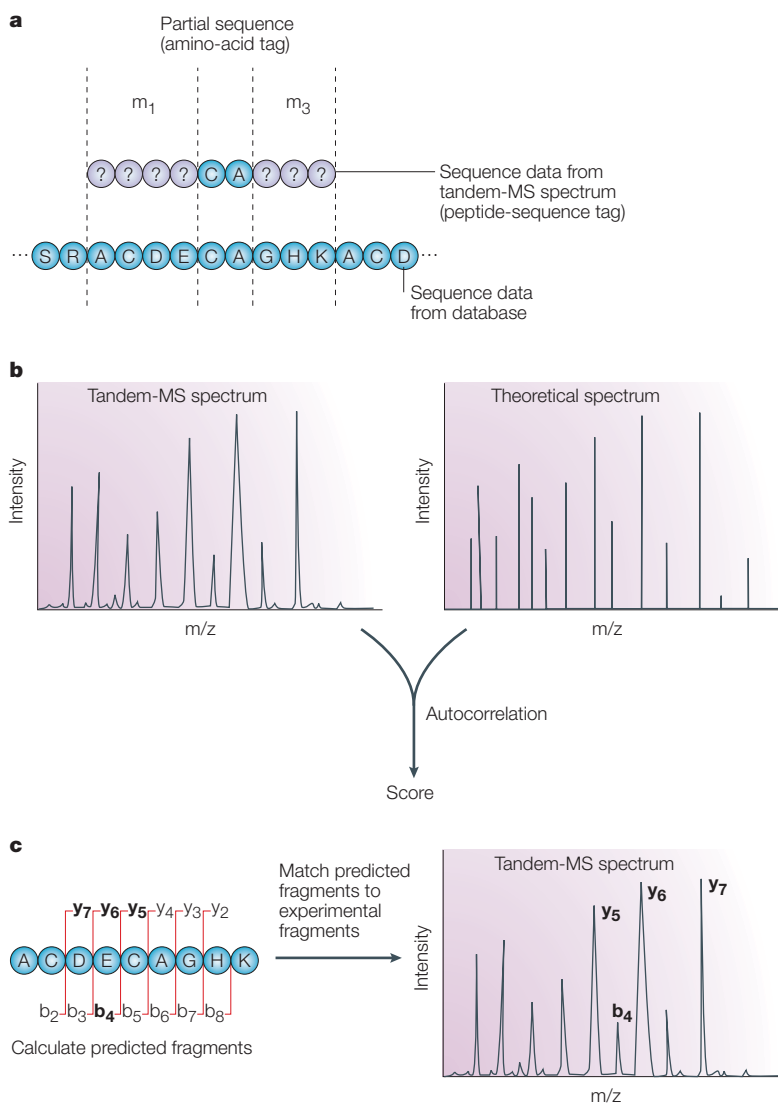 a
Partial sequence
(amino-acid tag)
m1 m3
? ? ? ? C A ? ? ?
Sequence data from
tandem-MS spectrum
(peptide-sequence tag)
... S R A C D E C A G H K A C D ...
Sequence data
from database
b
Tandem-MS spectrum
Intensity
m/z
Theoretical spectrum
Intensity
m/z
Autocorrelation
Score
c
y7 y6 y5 y4 y3 y2
A C D E C A G H K
b2 b3 b4 b5 b6 b7 b8
Calculate predicted fragments
Match predicted
fragments to
experimental
fragments
Tandem-MS spectrum
Intensity
y5 y6 y7
b4
m/z